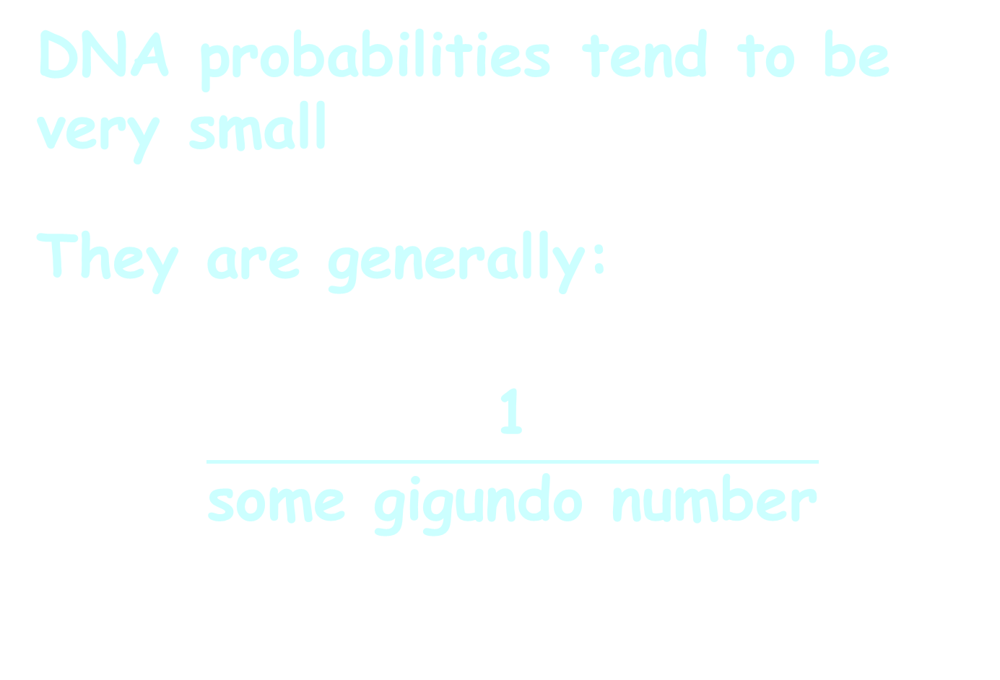 DNA probabilities tend to be
very small
They are generally:
1
some gigundo number